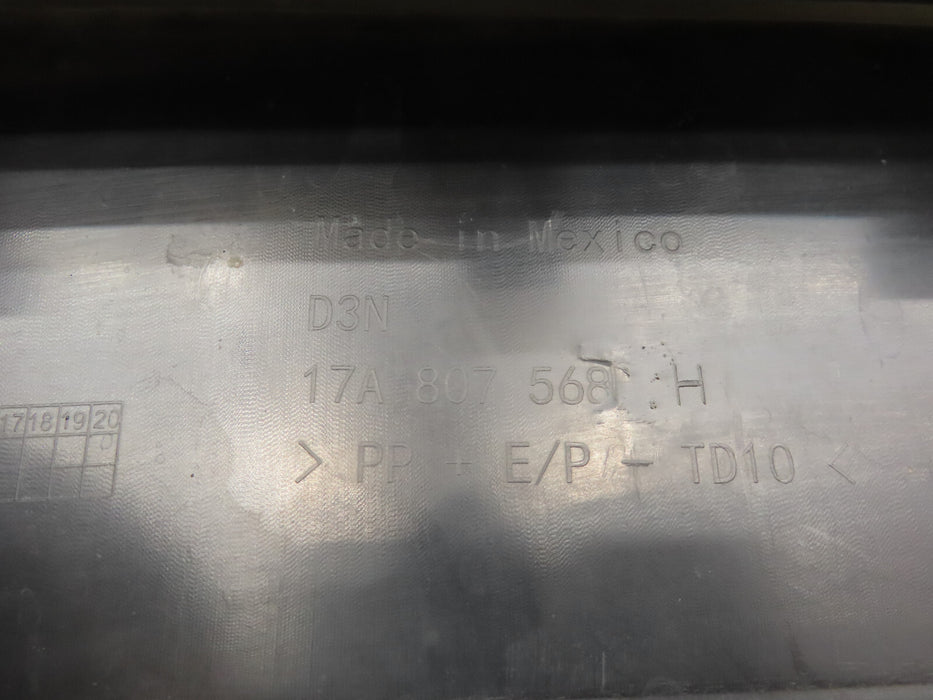 Made in Mexico
D3N
17A 807 568 H
17 18 19 20
> PP + E/P - TD10 <